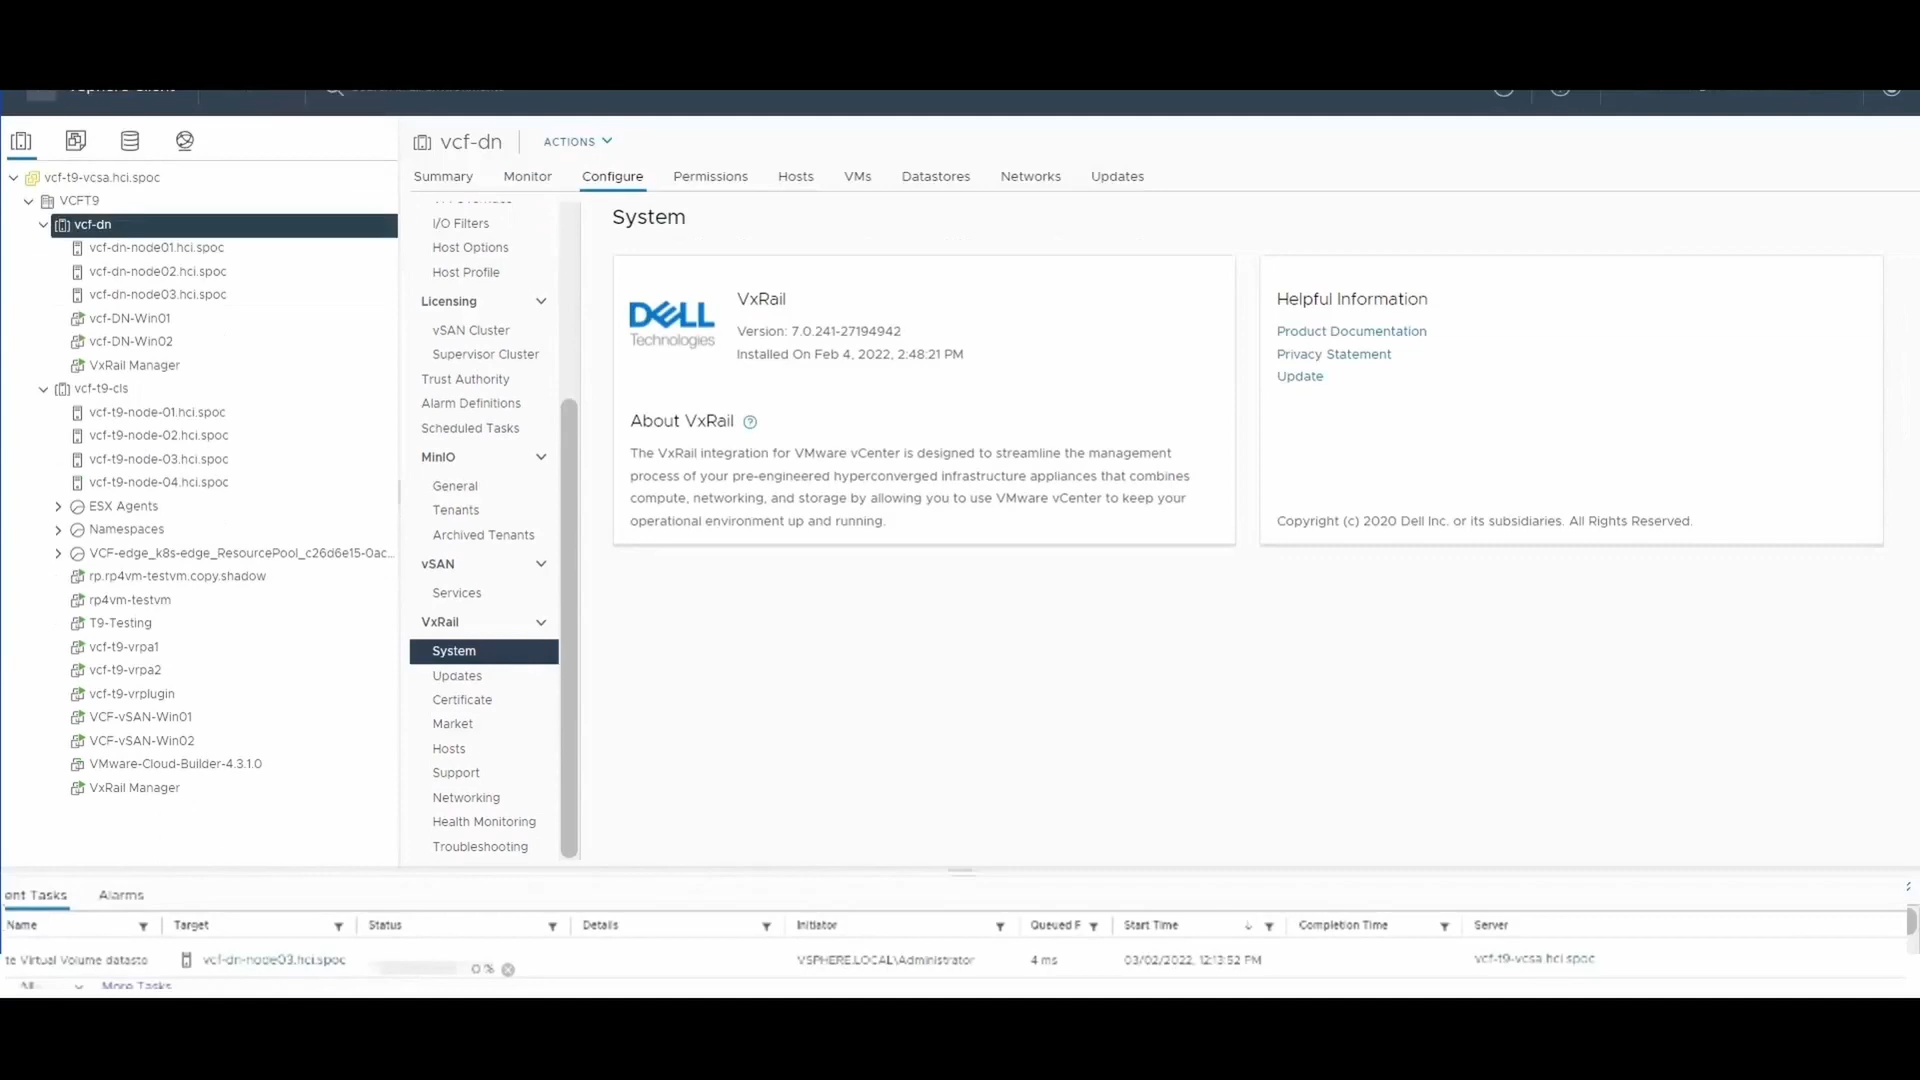 vSphere Client
vcf-t9-vcsa.hci.spoc
VCFT9
vcf-dn
vcf-dn-node01.hci.spoc
vcf-dn-node02.hci.spoc
vcf-dn-node03.hci.spoc
vcf-DN-Win01
vcf-DN-Win02
VxRail Manager
vcf-t9-cls
vcf-t9-node-01.hci.spoc
vcf-t9-node-02.hci.spoc
vcf-t9-node-03.hci.spoc
vcf-t9-node-04.hci.spoc
ESX Agents
Namespaces
VCF-edge_k8s-edge_ResourcePool_c26d6e15-0ac...
rp.rp4vm-testvm.copy.shadow
rp4vm-testvm
T9-Testing
vcf-t9-vrpa1
vcf-t9-vrpa2
vcf-t9-vrplugin
VCF-vSAN-Win01
VCF-vSAN-Win02
VMware-Cloud-Builder-4.3.1.0
VxRail Manager
vcf-dn ACTIONS
Summary Monitor Configure Permissions Hosts VMs Datastores Networks Updates
I/O Filters
Host Options
Host Profile
Licensing
vSAN Cluster
Supervisor Cluster
Trust Authority
Alarm Definitions
Scheduled Tasks
MinIO
General
Tenants
Archived Tenants
vSAN
Services
VxRail
System
Updates
Certificate
Market
Hosts
Support
Networking
Health Monitoring
Troubleshooting
System
DELL
Technologies
VxRail
Version: 7.0.241-27194942
Installed On Feb 4, 2022, 2:48:21 PM
About VxRail
The VxRail integration for VMware vCenter is designed to streamline the management
process of your pre-engineered hyperconverged infrastructure appliances that combines
compute, networking, and storage by allowing you to use VMware vCenter to keep your
operational environment up and running.
Helpful Information
Product Documentation
Privacy Statement
Update
Copyright (c) 2020 Dell Inc. or its subsidiaries. All Rights Reserved.
ent Tasks Alarms
Name Target Status Details Initiator Queued F Start Time Completion Time Server
te Virtual Volume datasto vcf-dn-node03.hci.spoc 0% VSPHERE.LOCAL\Administrator 4 ms 03/02/2022, 12:13:52 PM vcf-t9-vcsa.hci.spoc
All More Tasks